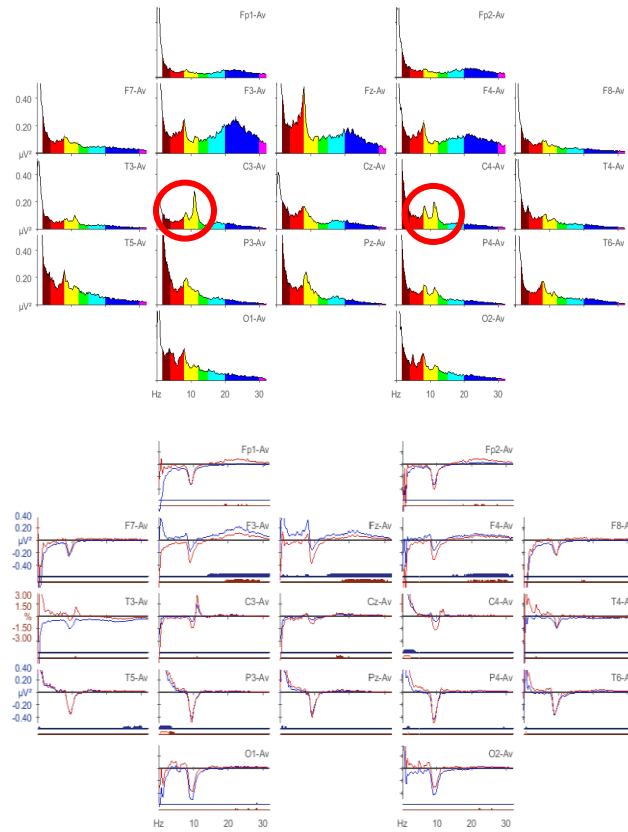 Fp1-Av Fp2-Av
F7-Av F3-Av Fz-Av F4-Av F8-Av
0.40
0.20
µV²
T3-Av C3-Av Cz-Av C4-Av T4-Av
0.40
0.20
µV²
T5-Av P3-Av Pz-Av P4-Av T6-Av
0.40
0.20
µV²
O1-Av O2-Av
Hz 10 20 30 Hz 10 20 30
Fp1-Av Fp2-Av
F7-Av F3-Av Fz-Av F4-Av F8-A
0.40
0.20
µV²
-0.20
-0.40
T3-Av C3-Av Cz-Av C4-Av T4-A
3.00
1.50
%
-1.50
-3.00
T5-Av P3-Av Pz-Av P4-Av T6-A
0.40
0.20
µV²
-0.20
-0.40
O1-Av O2-Av
Hz 10 20 30 Hz 10 20 30